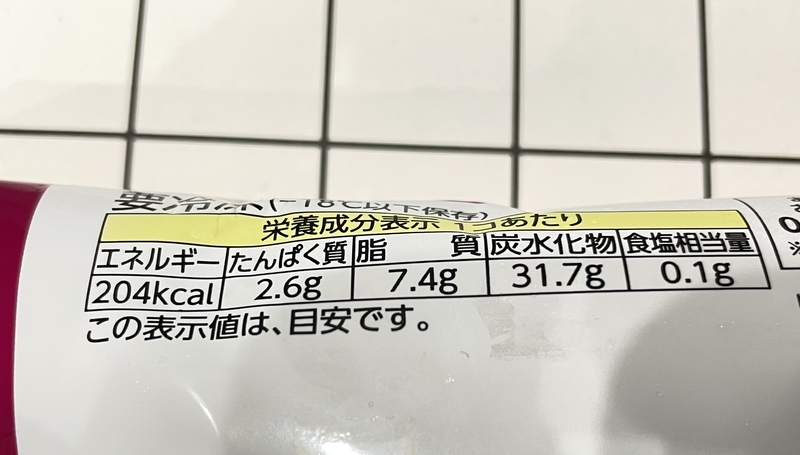 要冷凍(-18℃以下保存)
栄養成分表示 1コあたり
エネルギー たんぱく質 脂質 炭水化物 食塩相当量
204kcal 2.6g 7.4g 31.7g 0.1g
この表示値は、目安です。